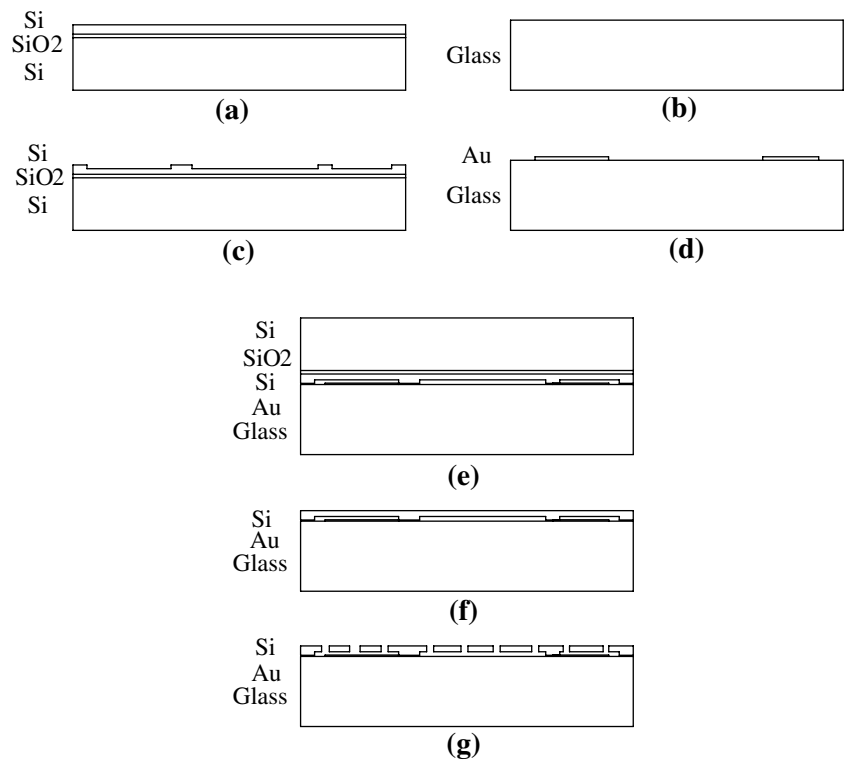 Si
SiO2
Si
(a)
Glass
(b)
Si
SiO2
Si
(c)
Au
Glass
(d)
Si
SiO2
Si
Au
Glass
(e)
Si
Au
Glass
(f)
Si
Au
Glass
(g)